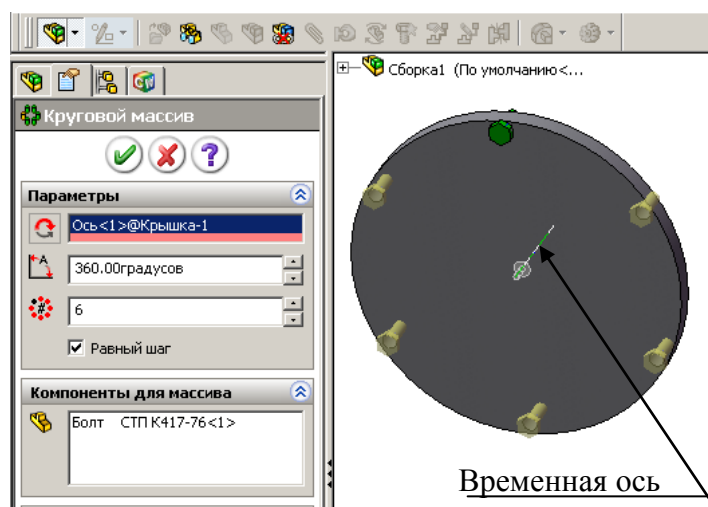 Сборка1 (По умолчанию<...
Круговой массив
Параметры
Ось<1>@Крышка-1
360.00градусов
6
Равный шаг
Компоненты для массива
Болт СТП К417-76<1>
Временная ось